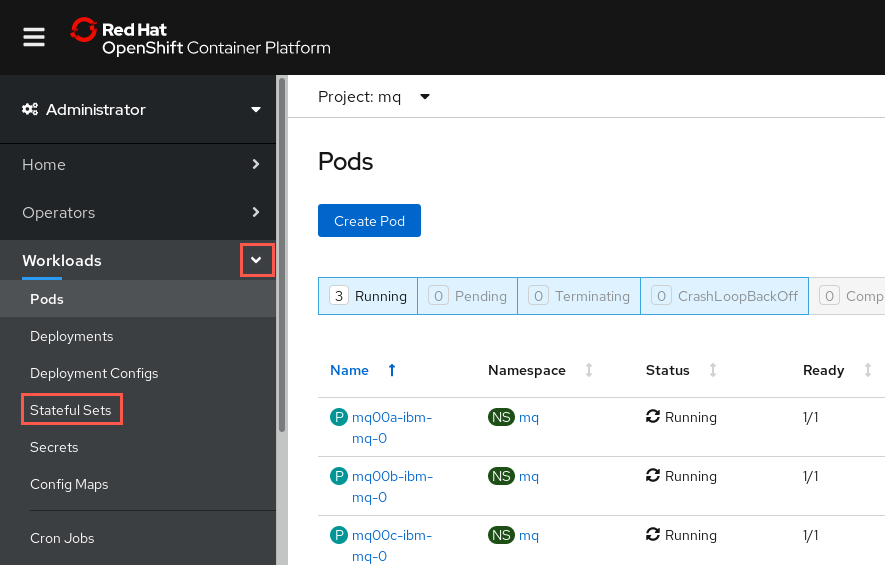 Red Hat
OpenShift Container Platform
Administrator
Home
Operators
Workloads
Pods
Deployments
Deployment Configs
Stateful Sets
Secrets
Config Maps
Cron Jobs
Project: mq
Pods
Create Pod
3 Running 0 Pending 0 Terminating 0 CrashLoopBackOff 0 Comp
Name Namespace Status Ready
P mq00a-ibm- NS mq Running 1/1
mq-0
P mq00b-ibm- NS mq Running 1/1
mq-0
P mq00c-ibm- NS mq Running 1/1
mq-0